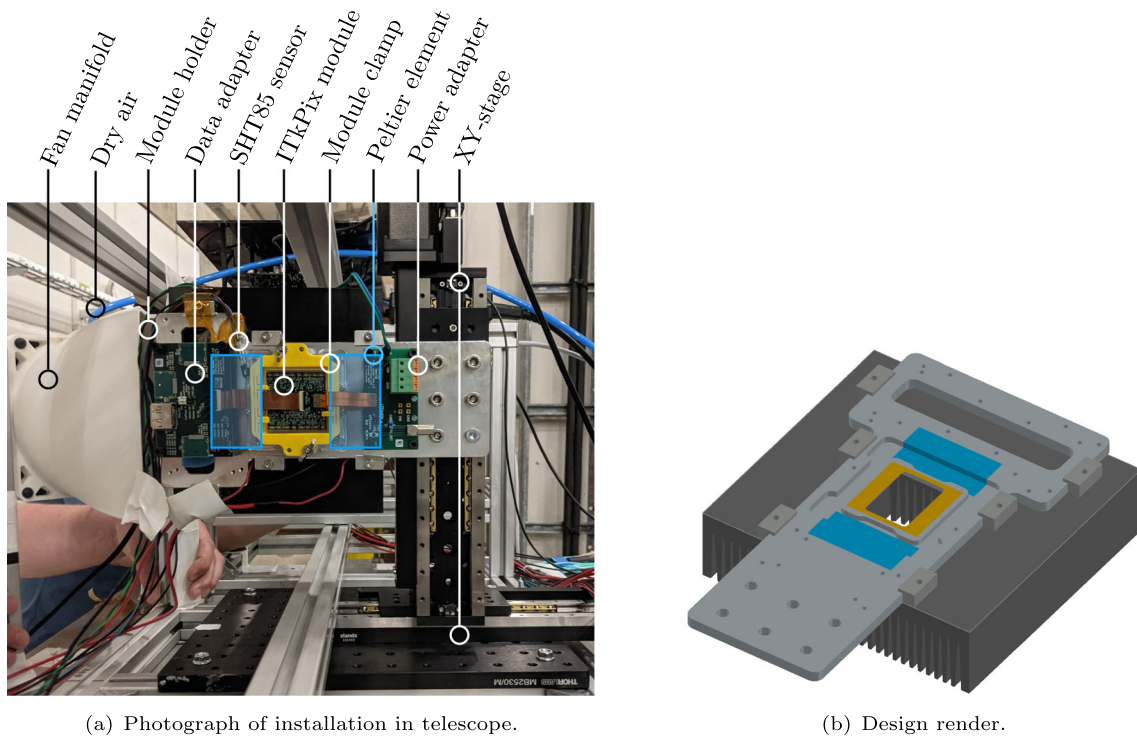 Fan manifold
Dry air
Module holder
Data adapter
SHT85 sensor
ITkPix module
Module clamp
Peltier element
Power adapter
XY-stage
standa
THORLABS MB2530/M
(a) Photograph of installation in telescope.
(b) Design render.